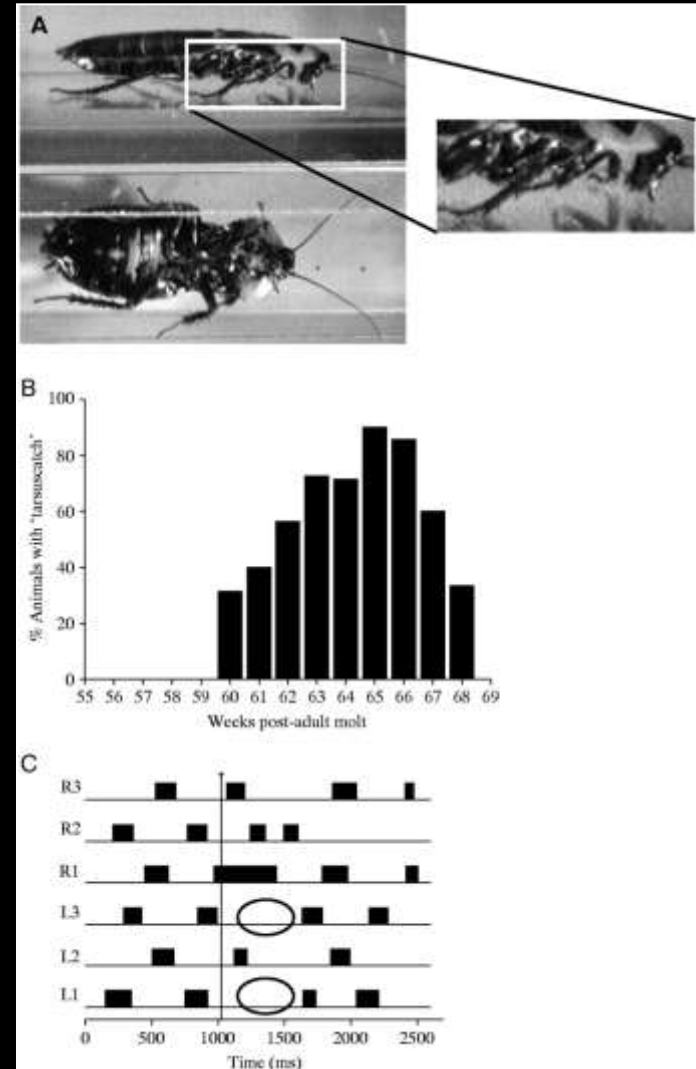 A
B
% Animals with "tarsuscatch"
100
80
60
40
20
0
55 56 57 58 59 60 61 62 63 64 65 66 67 68 69
Weeks post-adult molt
C
R3
R2
R1
L3
L2
L1
0 500 1000 1500 2000 2500
Time (ms)